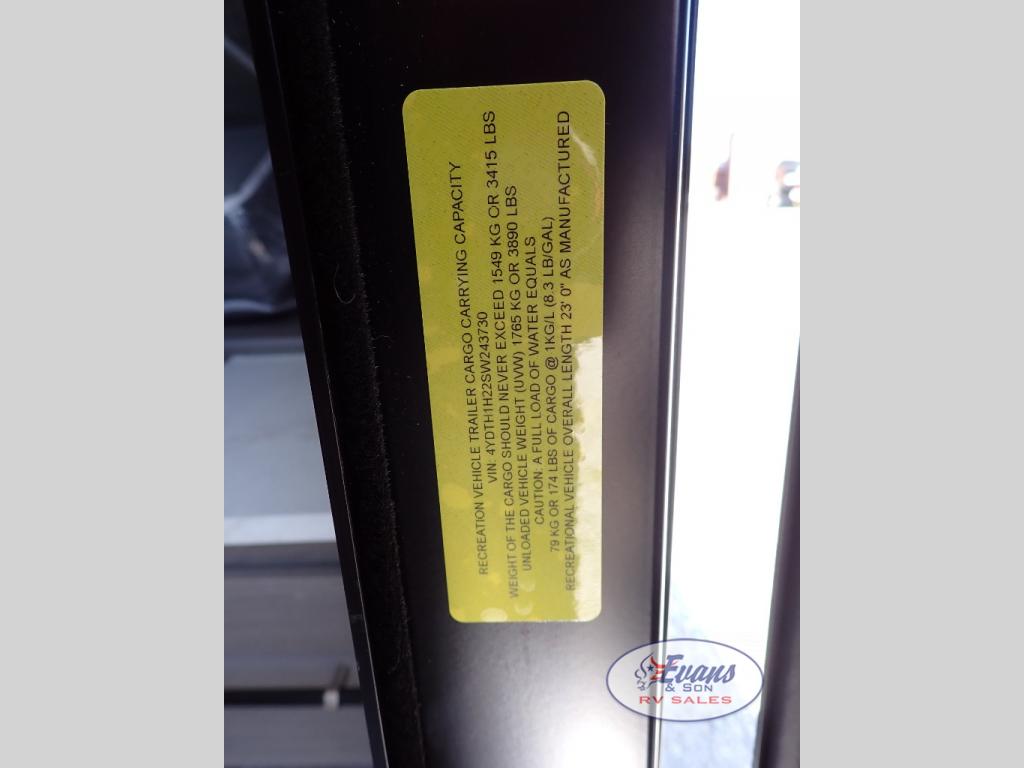 RECREATION VEHICLE TRAILER CARGO CARRYING CAPACITY
VIN: 4YDTH1H22SW243730
WEIGHT OF THE CARGO SHOULD NEVER EXCEED 1549 KG OR 3415 LBS
UNLOADED VEHICLE WEIGHT (UVW) 1765 KG OR 3890 LBS
CAUTION: A FULL LOAD OF WATER EQUALS
79 KG OR 174 LBS OF CARGO @ 1KG/L (8.3 LB/GAL)
RECREATIONAL VEHICLE OVERALL LENGTH 23' 0" AS MANUFACTURED
Evans
& SON
RV SALES